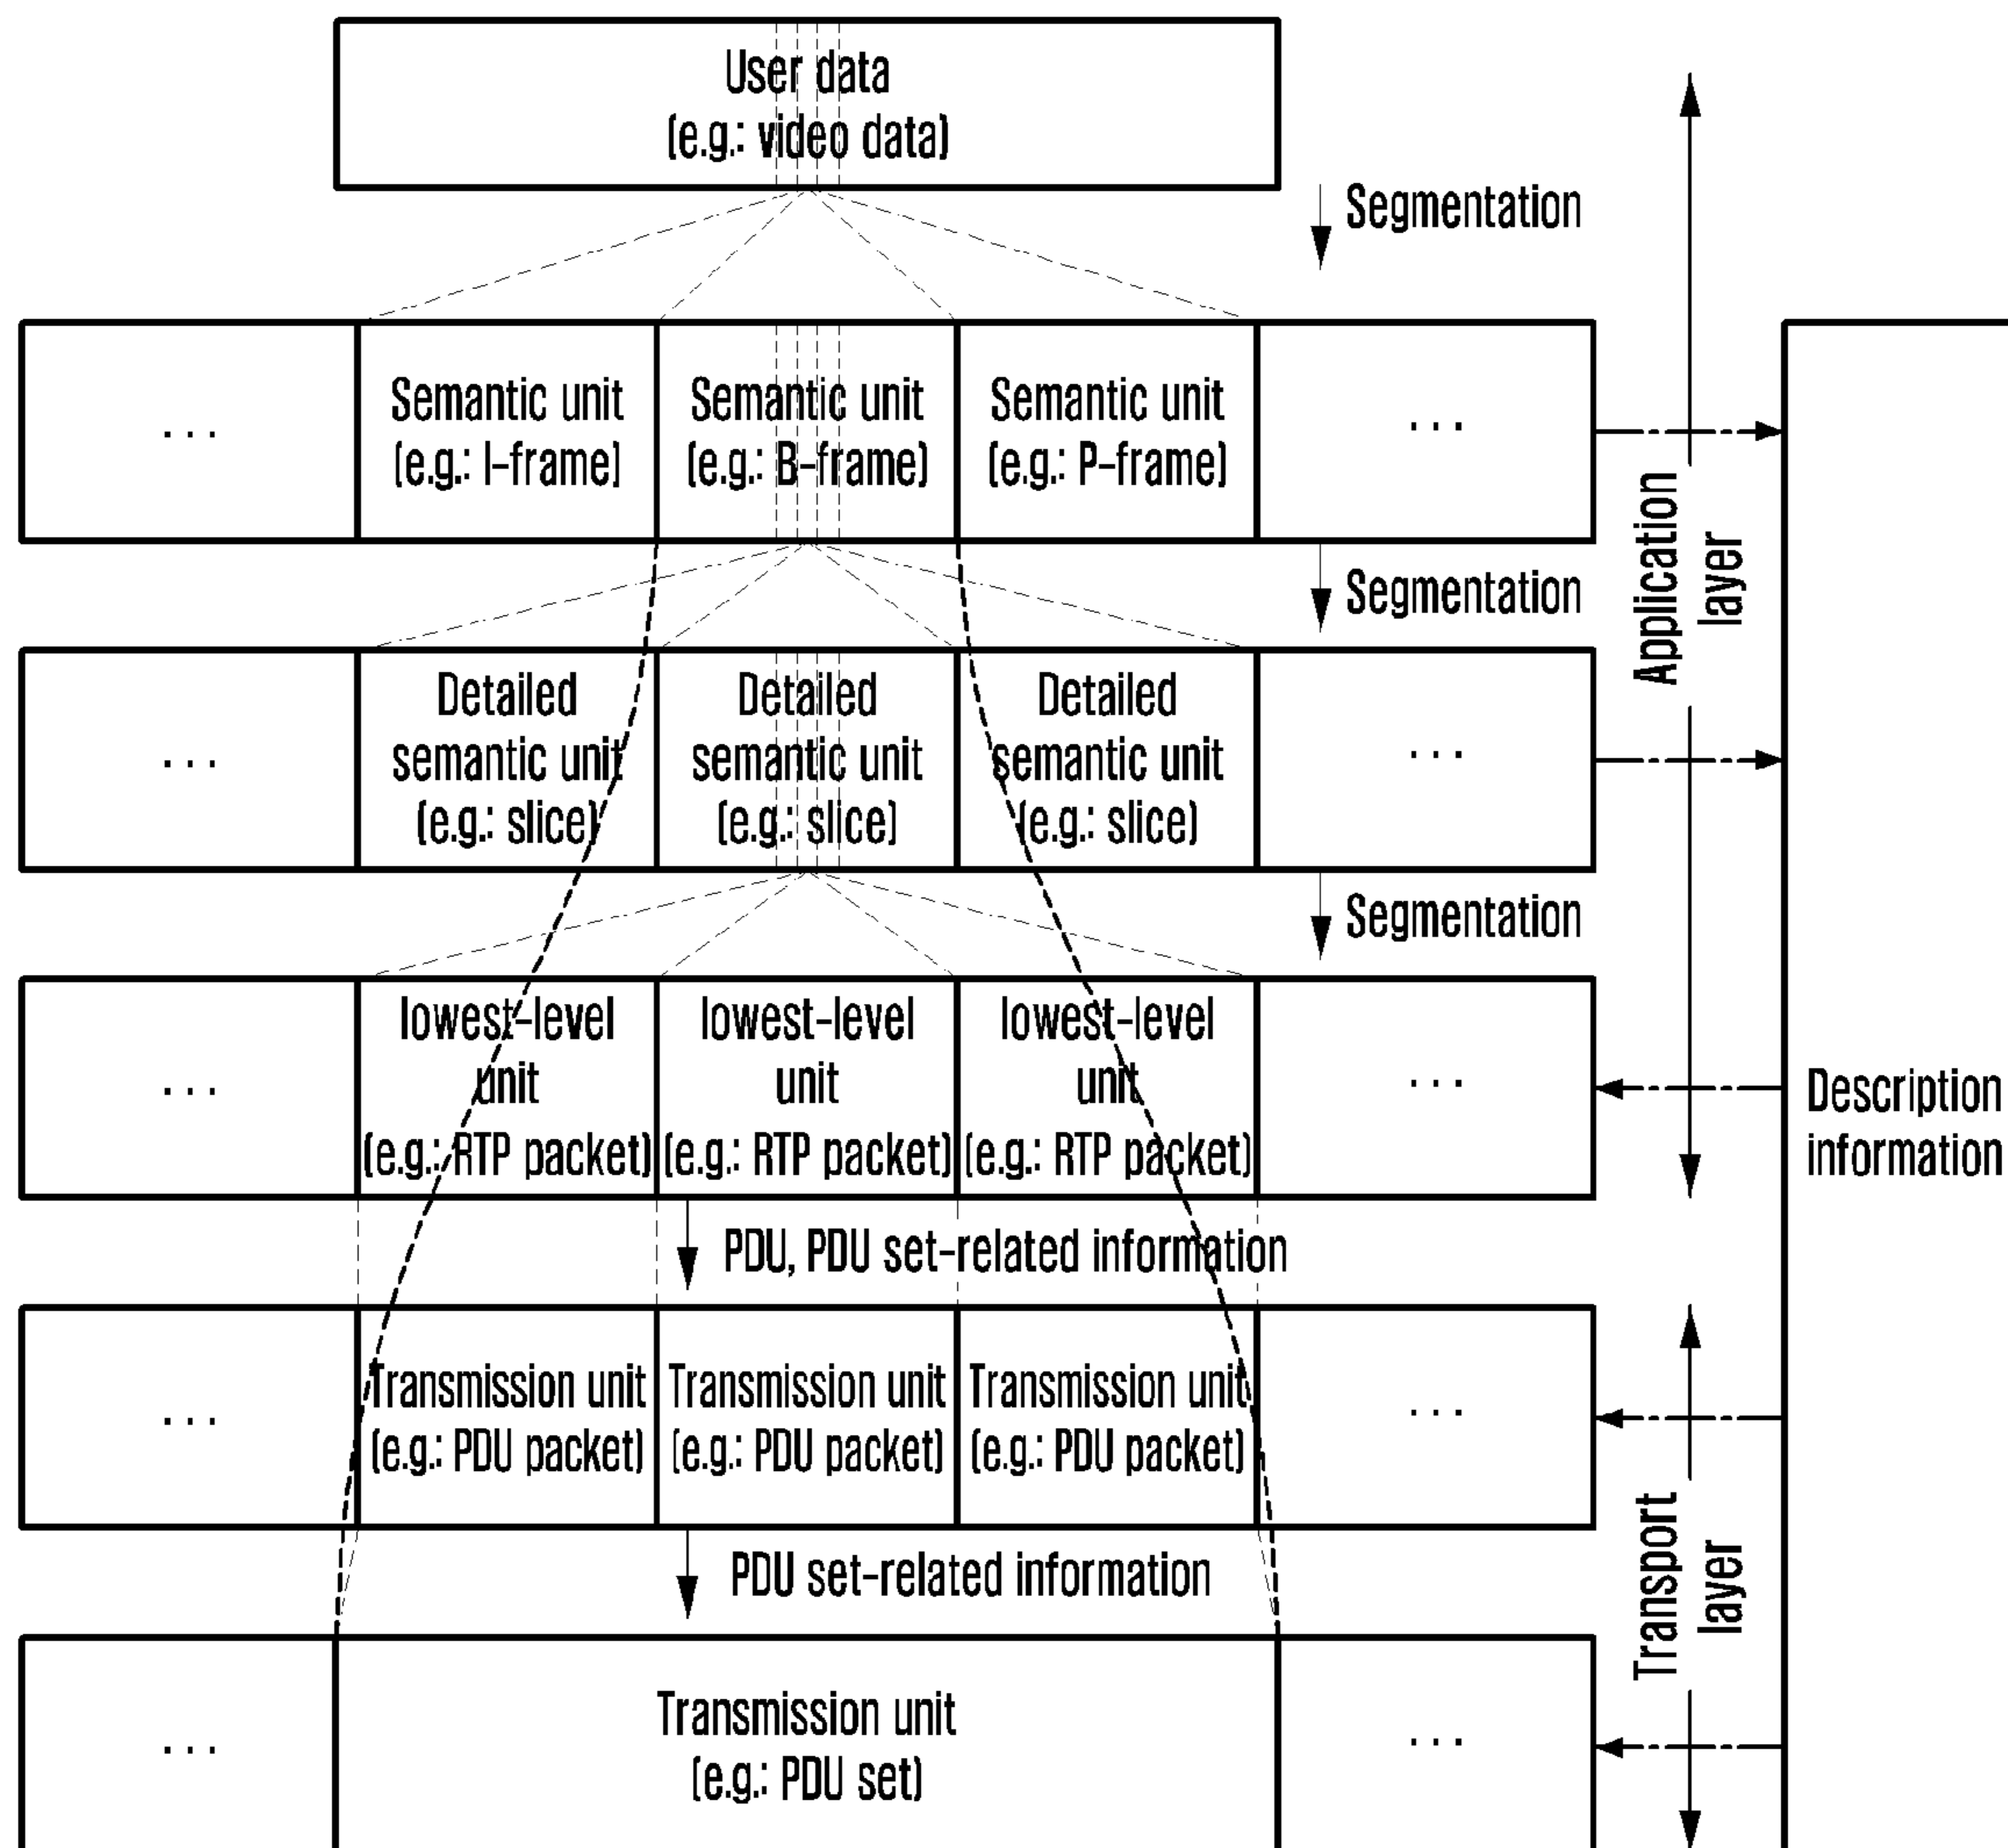 User data
(e.g.: video data)
Segmentation
... Semantic unit Semantic unit Semantic unit ...
(e.g.: I-frame) (e.g.: B-frame) (e.g.: P-frame)
Application
layer
Segmentation
Detailed Detailed Detailed
... semantic unit semantic unit semantic unit ...
(e.g.: slice) (e.g.: slice) (e.g.: slice)
Segmentation
lowest-level lowest-level lowest-level
... unit unit unit ...
(e.g.: RTP packet) (e.g.: RTP packet) (e.g.: RTP packet)
Description
information
PDU, PDU set-related information
... Transmission unit Transmission unit Transmission unit ...
(e.g.: PDU packet) (e.g.: PDU packet) (e.g.: PDU packet)
Transport
layer
PDU set-related information
... Transmission unit ...
(e.g.: PDU set)